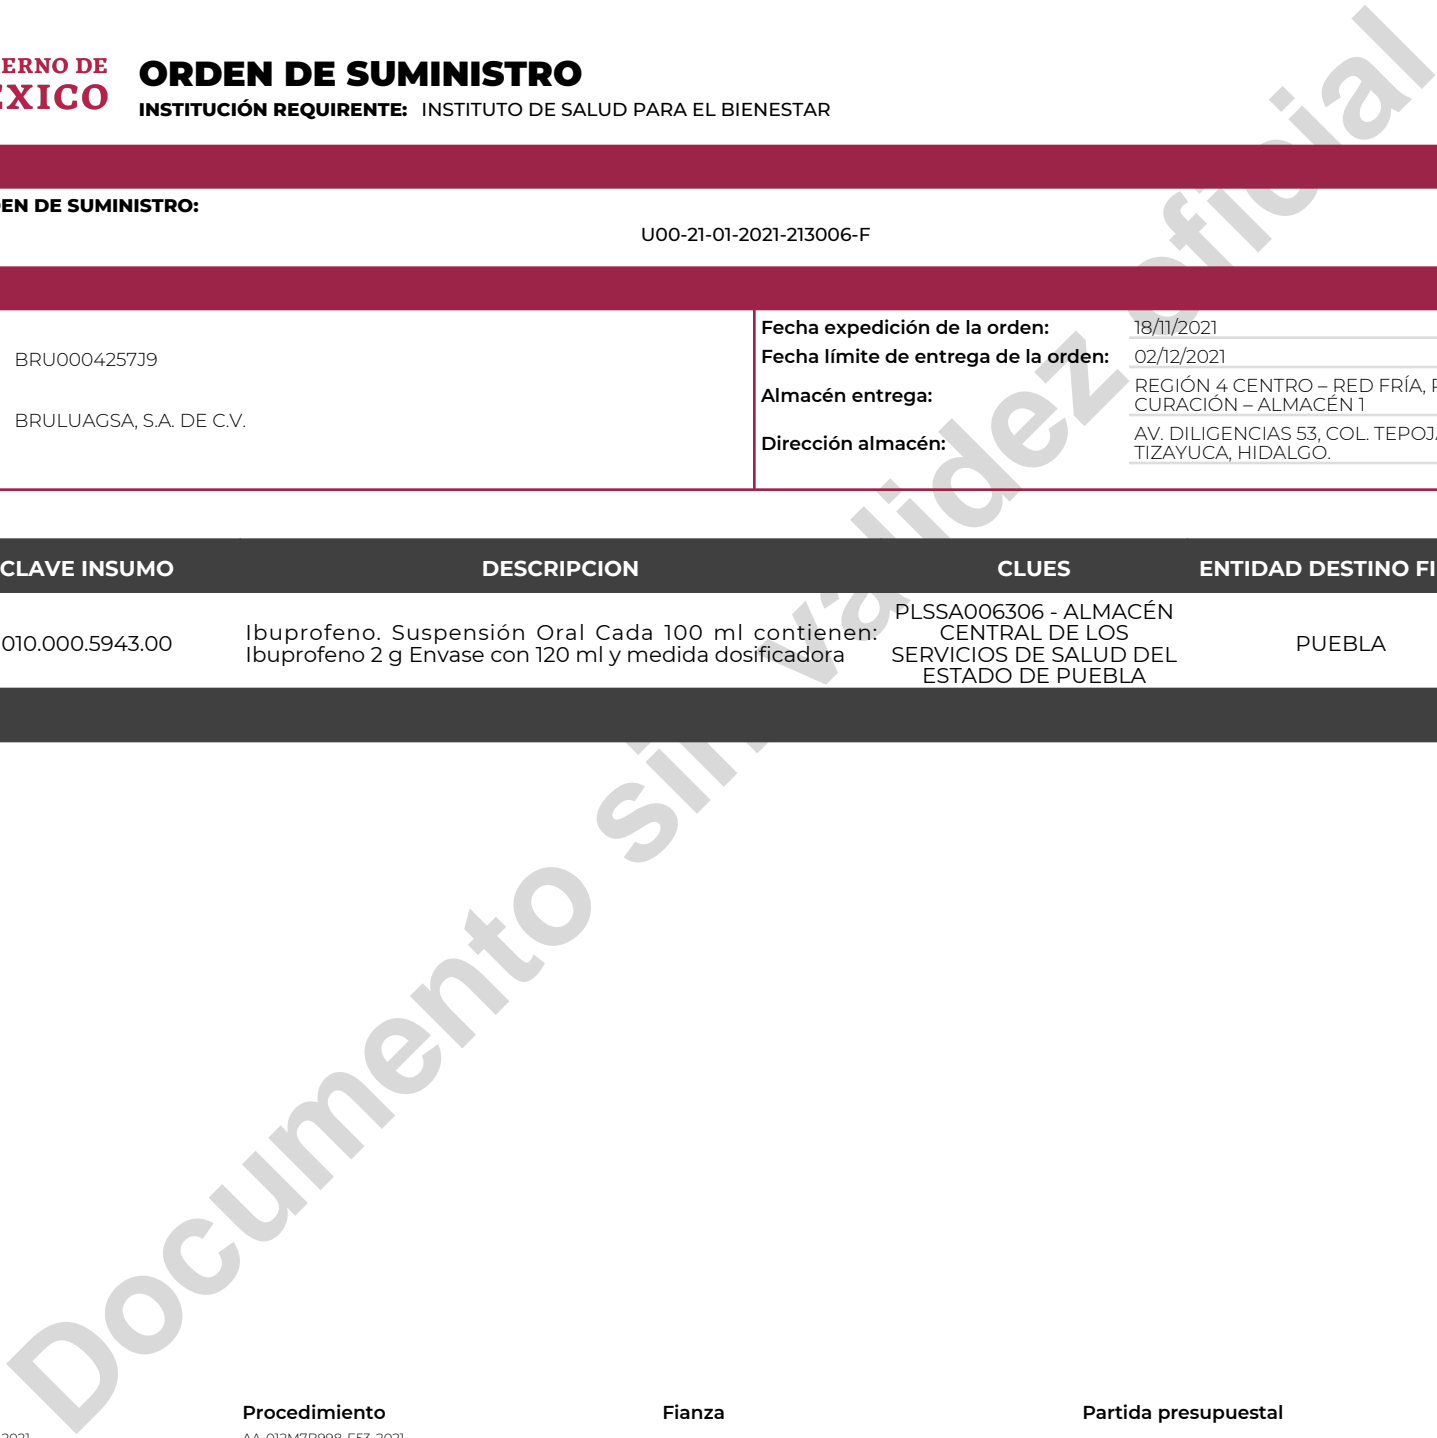 ERNO DE
ÉXICO
ORDEN DE SUMINISTRO
INSTITUCIÓN REQUIRENTE: INSTITUTO DE SALUD PARA EL BIENESTAR
EN DE SUMINISTRO:
U00-21-01-2021-213006-F
BRU0004257J9
BRULUAGSA, S.A. DE C.V.
Fecha expedición de la orden: 18/11/2021
Fecha límite de entrega de la orden: 02/12/2021
Almacén entrega: REGIÓN 4 CENTRO – RED FRÍA,
CURACIÓN – ALMACÉN 1
Dirección almacén: AV. DILIGENCIAS 53, COL. TEPOJA
TIZAYUCA, HIDALGO.
CLAVE INSUMO DESCRIPCION CLUES ENTIDAD DESTINO FI
010.000.5943.00
Ibuprofeno. Suspensión Oral Cada 100 ml contienen:
Ibuprofeno 2 g Envase con 120 ml y medida dosificadora
PLSSA006306 - ALMACÉN
CENTRAL DE LOS
SERVICIOS DE SALUD DEL
ESTADO DE PUEBLA
PUEBLA
Documento sin validez oficial
Procedimiento Fianza Partida presupuestal